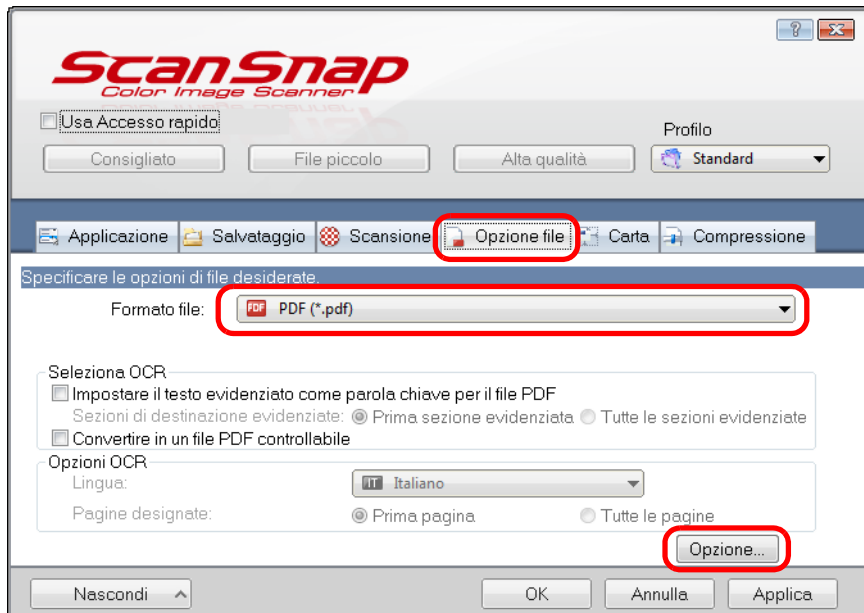 ScanSnap
Color Image Scanner
Usa Accesso rapido
Profilo
Consigliato File piccolo Alta qualità Standard
Applicazione Salvataggio Scansione Opzione file Carta Compressione
Specificare le opzioni di file desiderate.
Formato file: PDF PDF (*.pdf)
Seleziona OCR
Impostare il testo evidenziato come parola chiave per il file PDF
Sezioni di destinazione evidenziate: Prima sezione evidenziata Tutte le sezioni evidenziate
Convertire in un file PDF controllabile
Opzioni OCR
Lingua: IT Italiano
Pagine designate: Prima pagina Tutte le pagine
Opzione...
Nascondi OK Annulla Applica